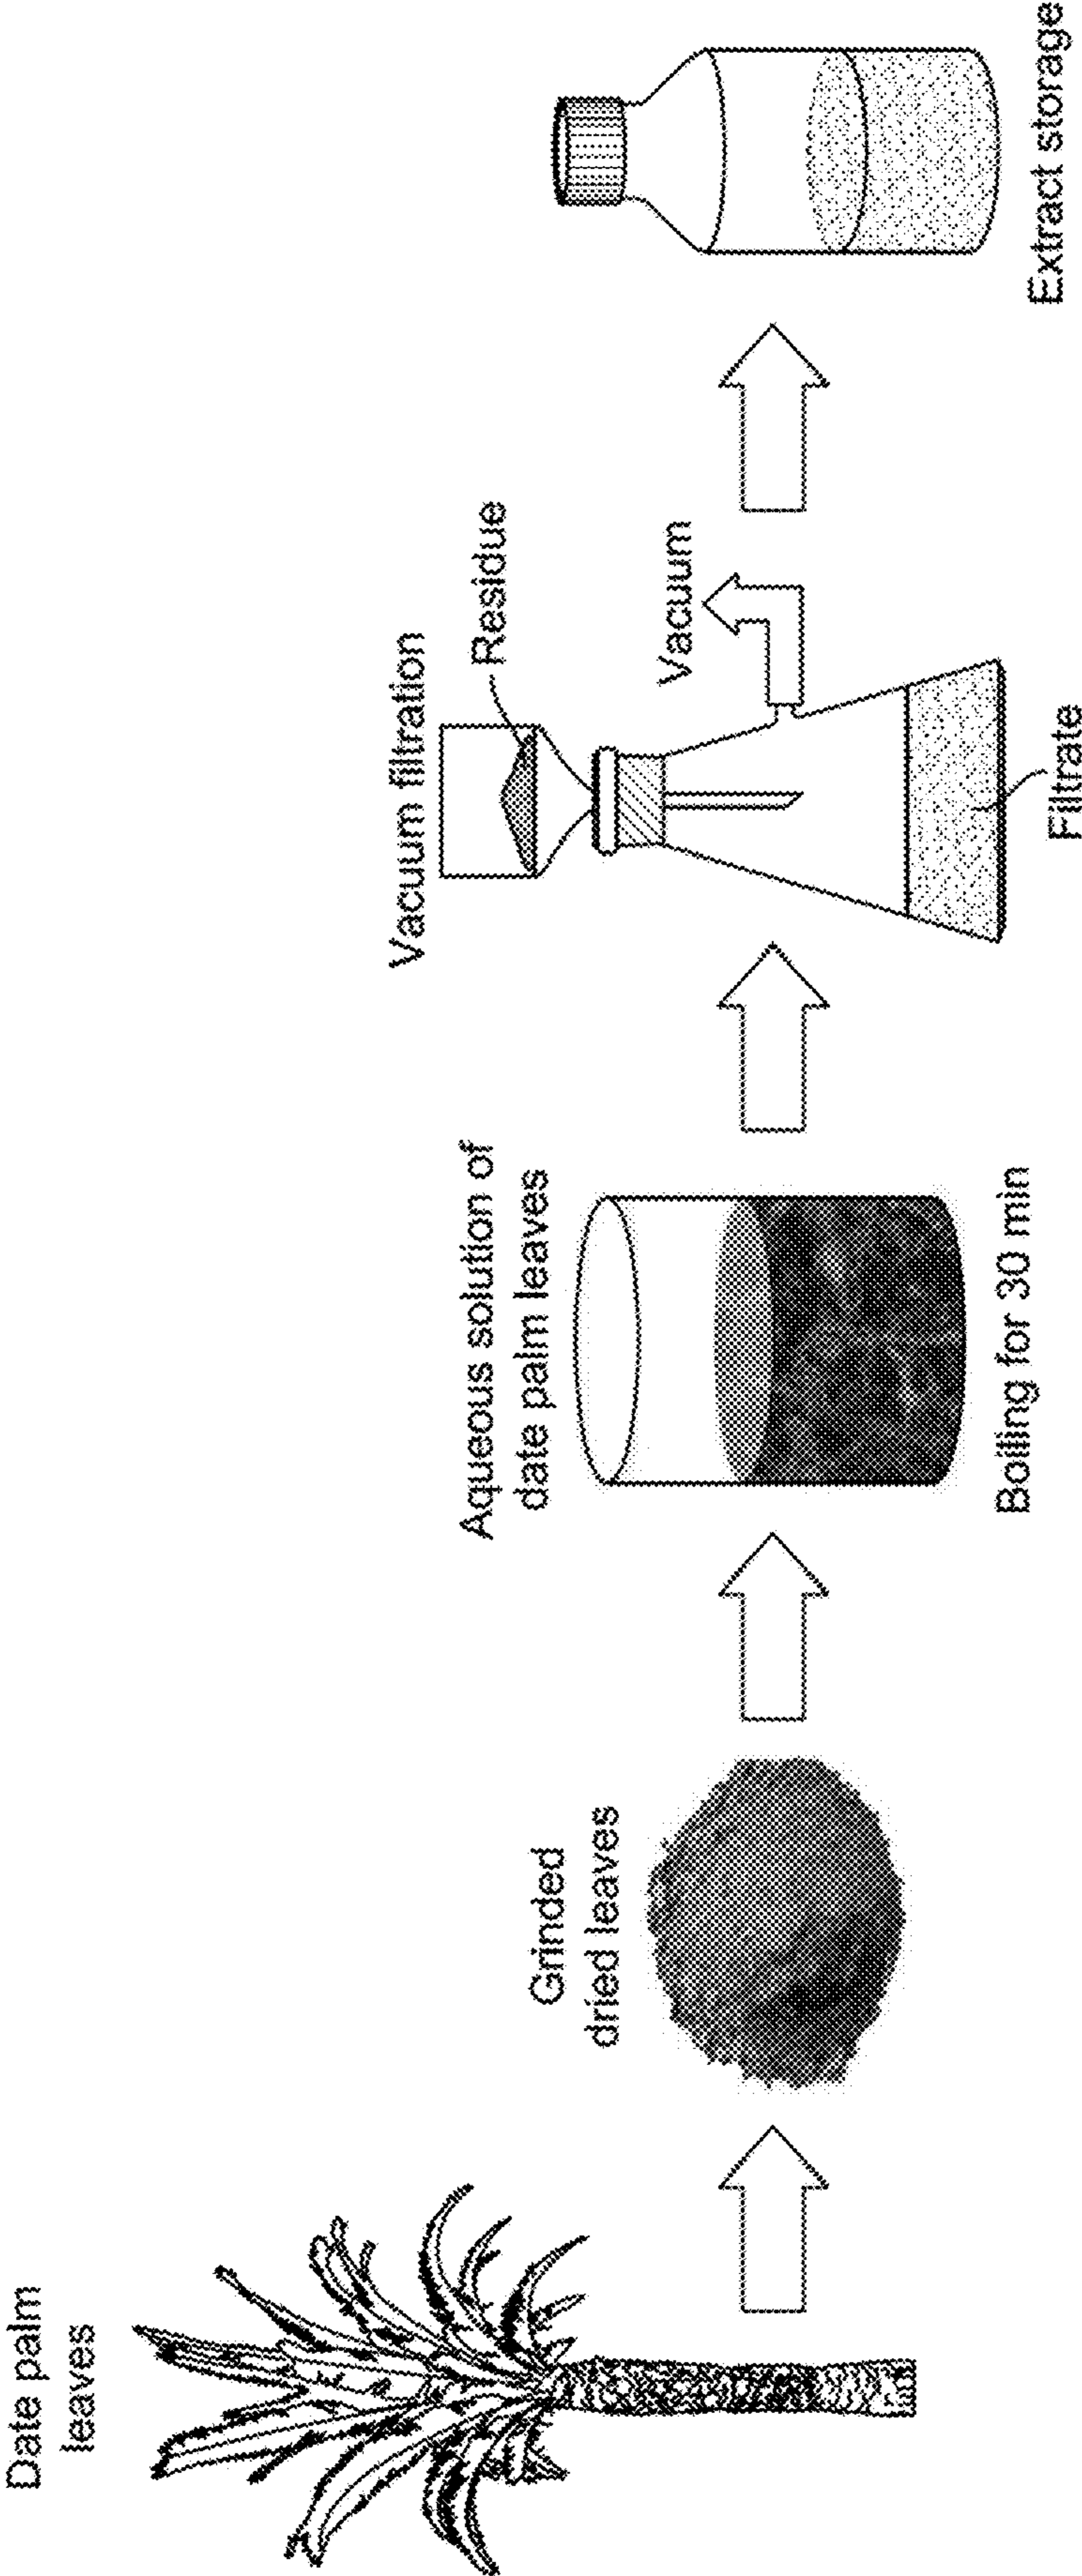 Date palm
leaves
Grinded
dried leaves
Aqueous solution of
date palm leaves
Boiling for 30 min
Vacuum filtration
Residue
Vacuum
Filtrate
Extract storage